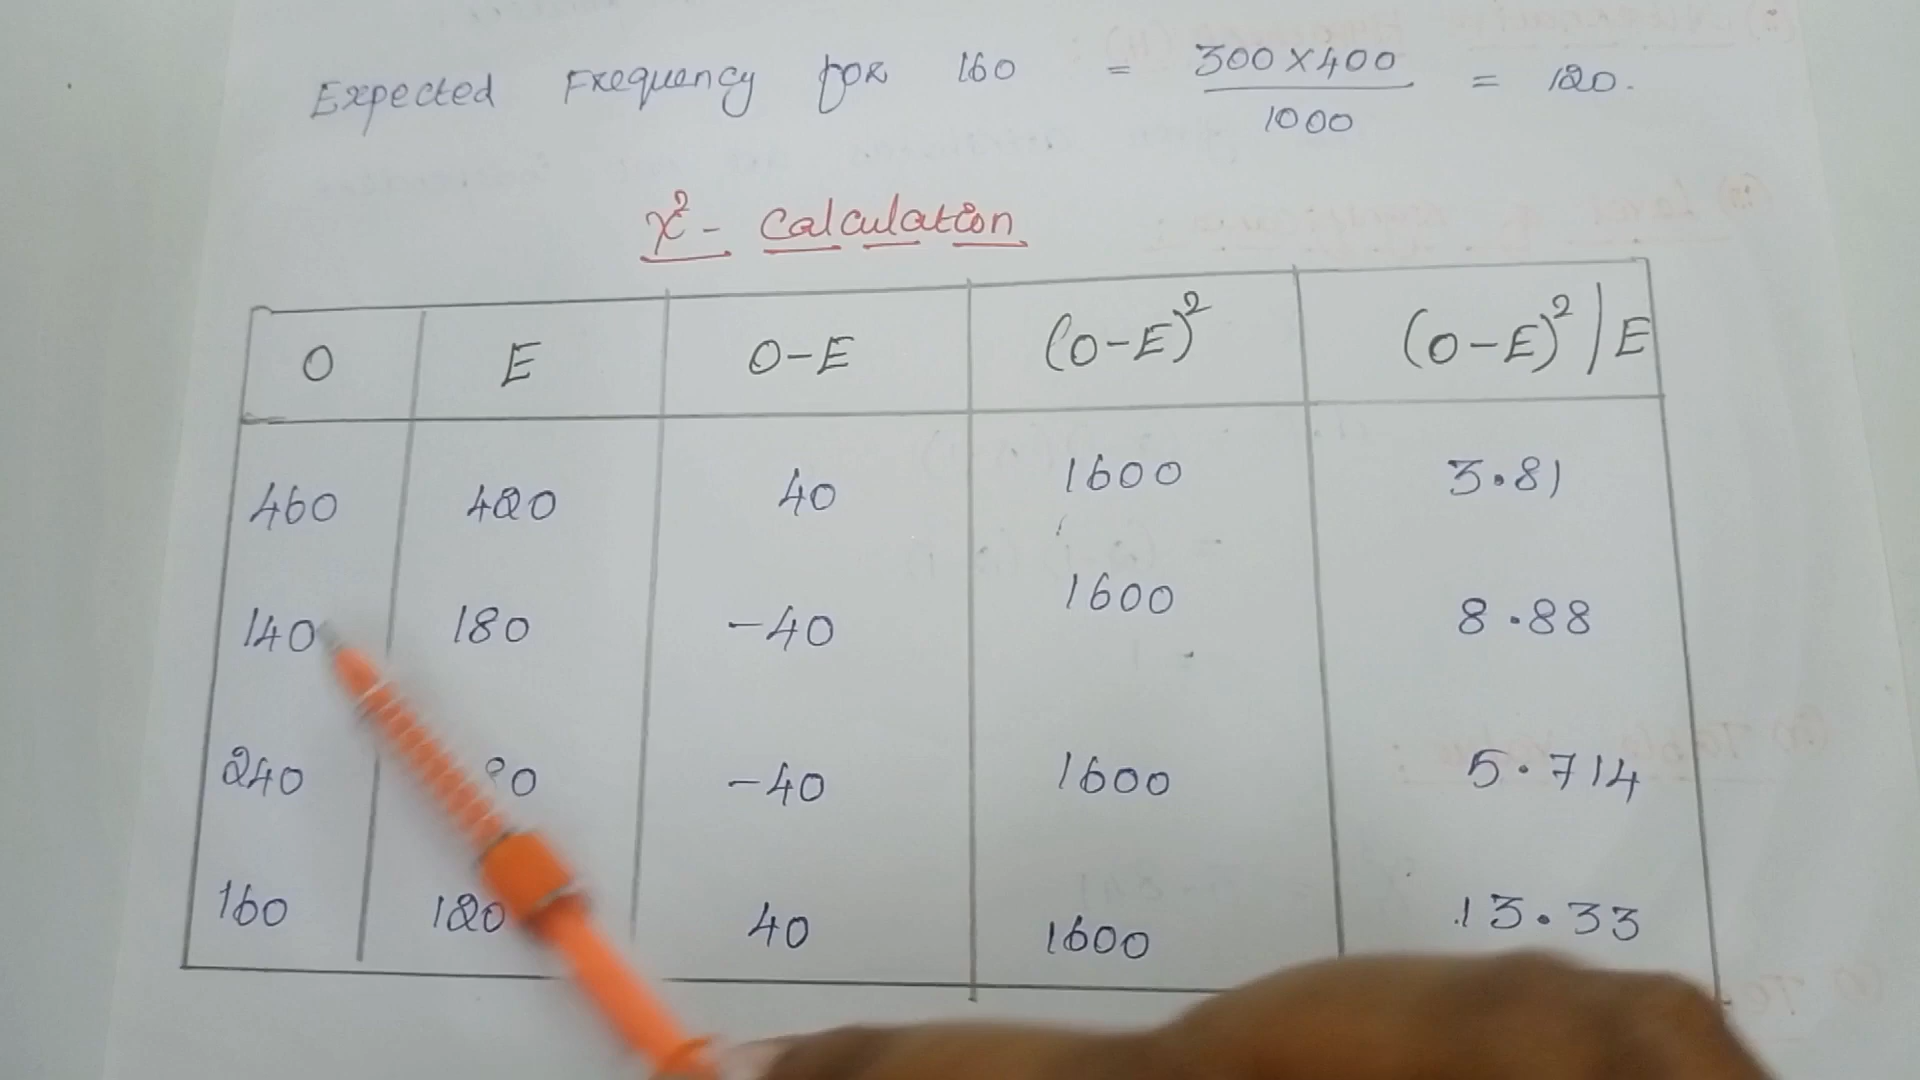 Expected Frequency for 160 = 300 X 400 / 1000 = 120.
χ² - Calculation
O E O-E (O-E)² (O-E)² / E
460 420 40 1600 3.81
140 180 -40 1600 8.88
240 -40 1600 5.714
160 120 40 1600 13.33